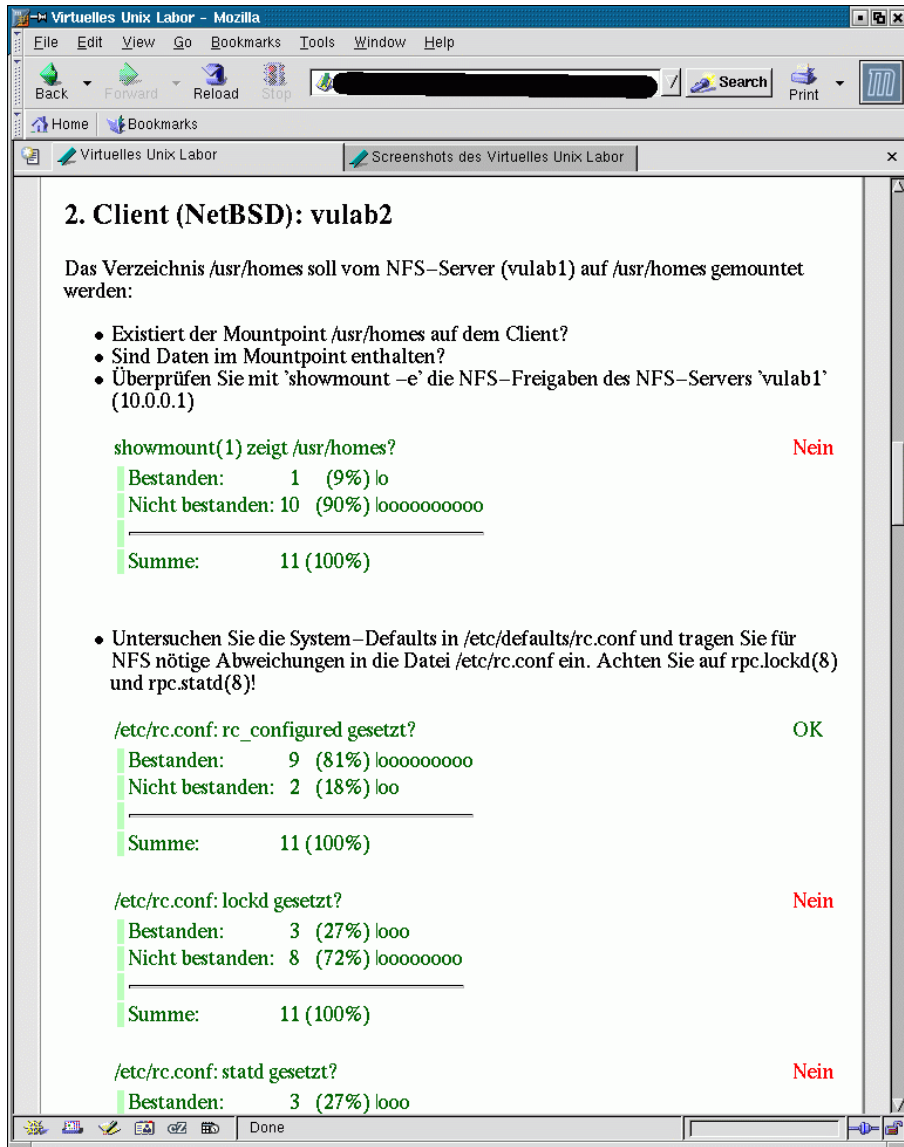 Virtuelles Unix Labor - Mozilla
File Edit View Go Bookmarks Tools Window Help
Back Forward Reload Stop Search Print
Home Bookmarks
Virtuelles Unix Labor Screenshots des Virtuelles Unix Labor
2. Client (NetBSD): vulab2
Das Verzeichnis /usr/homes soll vom NFS-Server (vulab1) auf /usr/homes gemountet
werden:
• Existiert der Mountpoint /usr/homes auf dem Client?
• Sind Daten im Mountpoint enthalten?
• Überprüfen Sie mit 'showmount -e' die NFS-Freigaben des NFS-Servers 'vulab1'
(10.0.0.1)
showmount(1) zeigt /usr/homes? Nein
Bestanden: 1 (9%) |o
Nicht bestanden: 10 (90%) |oooooooooo
Summe: 11 (100%)
• Untersuchen Sie die System-Defaults in /etc/defaults/rc.conf und tragen Sie für
NFS nötige Abweichungen in die Datei /etc/rc.conf ein. Achten Sie auf rpc.lockd(8)
und rpc.statd(8)!
/etc/rc.conf: rc_configured gesetzt? OK
Bestanden: 9 (81%) |ooooooooo
Nicht bestanden: 2 (18%) |oo
Summe: 11 (100%)
/etc/rc.conf: lockd gesetzt? Nein
Bestanden: 3 (27%) |ooo
Nicht bestanden: 8 (72%) |oooooooo
Summe: 11 (100%)
/etc/rc.conf: statd gesetzt? Nein
Bestanden: 3 (27%) |ooo
Done